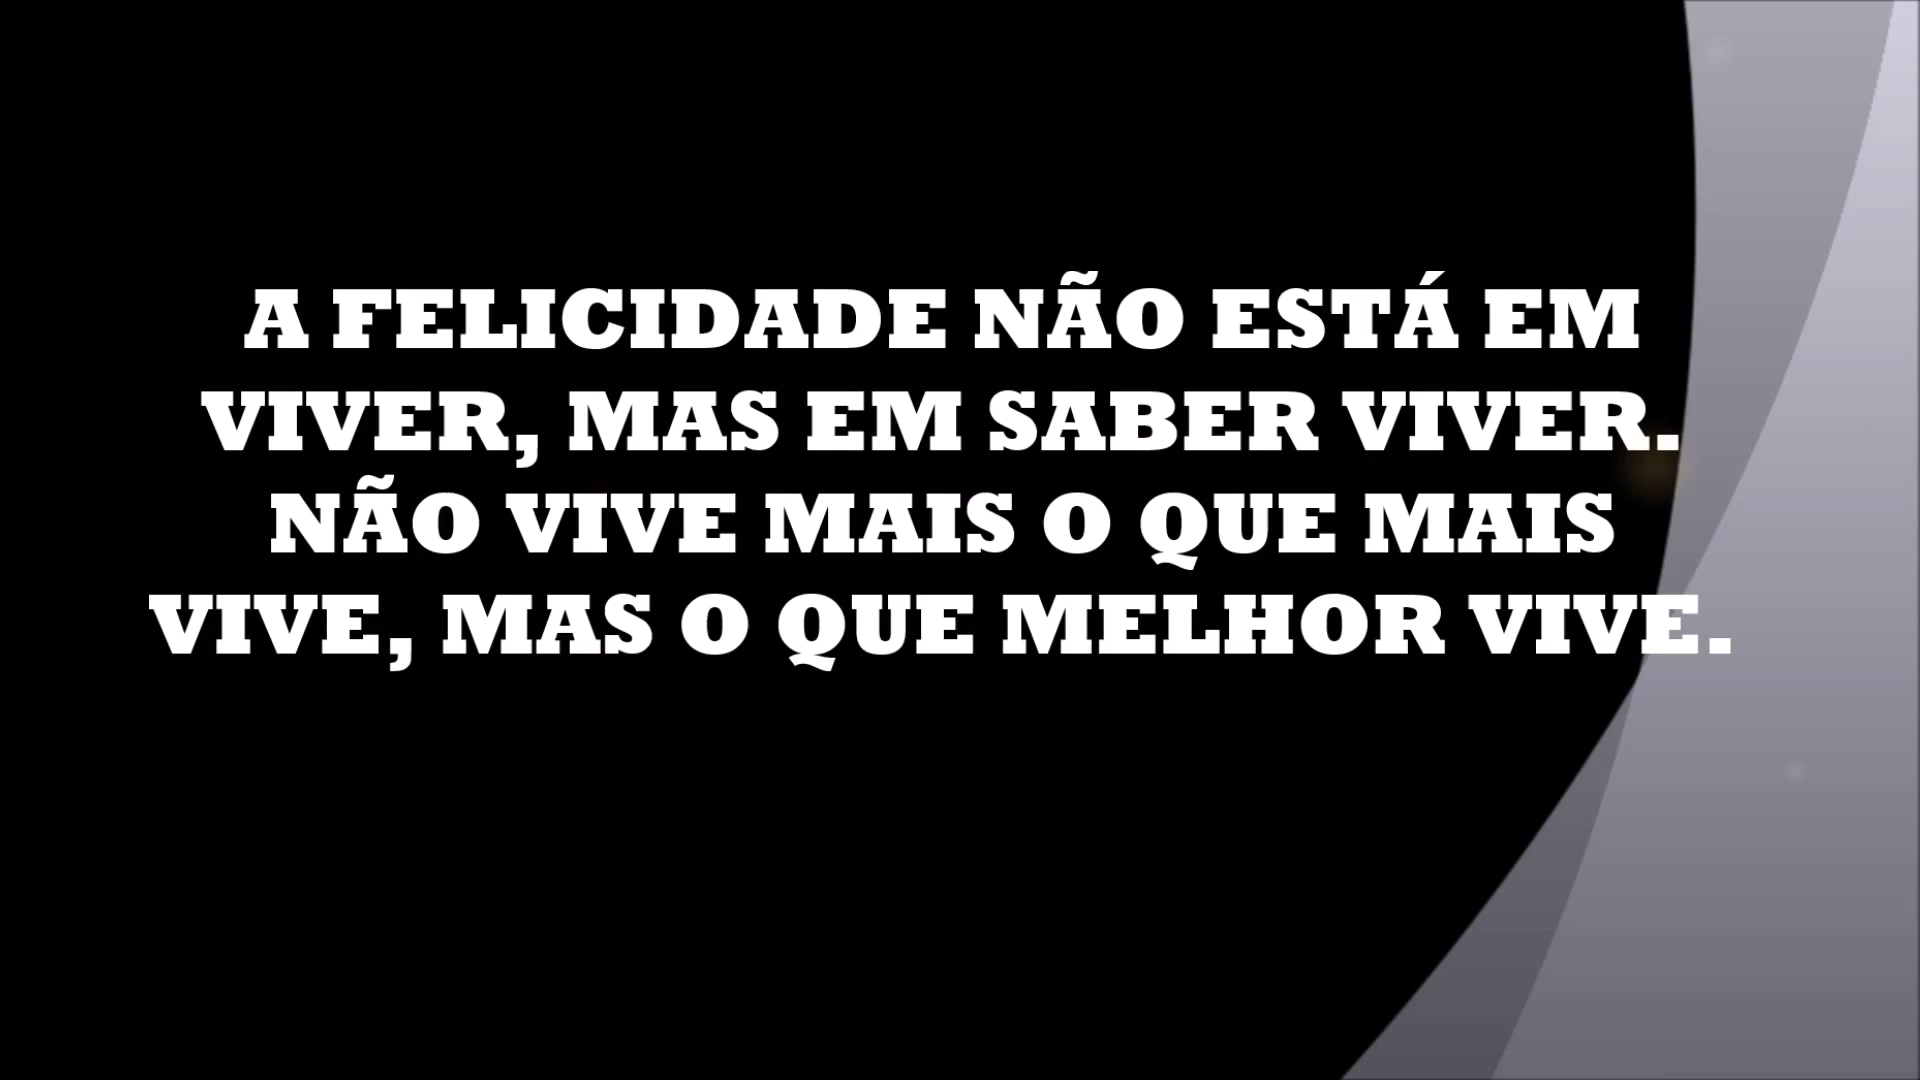 A FELICIDADE NÃO ESTÁ EM
VIVER, MAS EM SABER VIVER.
NÃO VIVE MAIS O QUE MAIS
VIVE, MAS O QUE MELHOR VIVE.